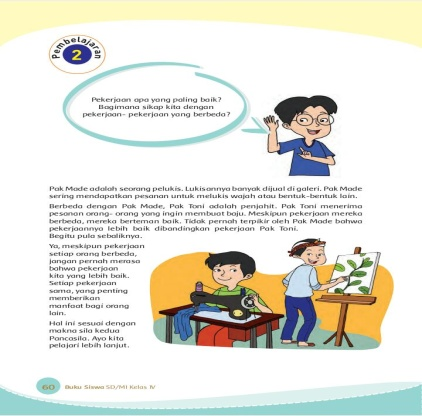 Pembelajaran
2
Pekerjaan apa yang paling baik?
Bagimana sikap kita dengan
pekerjaan- pekerjaan yang berbeda?
Pak Made adalah seorang pelukis. Lukisannya banyak dijual di galeri. Pak Made
sering mendapatkan pesanan untuk melukis wajah atau bentuk-bentuk lain.
Berbeda dengan Pak Made, Pak Toni adalah penjahit. Pak Toni menerima
pesanan orang- orang yang ingin membuat baju. Meskipun pekerjaan mereka
berbeda, mereka berteman baik. Tidak pernah terpikir oleh Pak Made bahwa
pekerjaannya lebih baik dibandingkan pekerjaan Pak Toni.
Begitu pula sebaliknya.
Ya, meskipun pekerjaan
setiap orang berbeda,
jangan pernah merasa
bahwa pekerjaan
kita yang lebih baik.
Setiap pekerjaan
sama, yang penting
memberikan
manfaat bagi orang
lain.
Hal ini sesuai dengan
makna sila kedua
Pancasila. Ayo kita
pelajari lebih lanjut.
60 Buku Siswa SD/MI Kelas IV